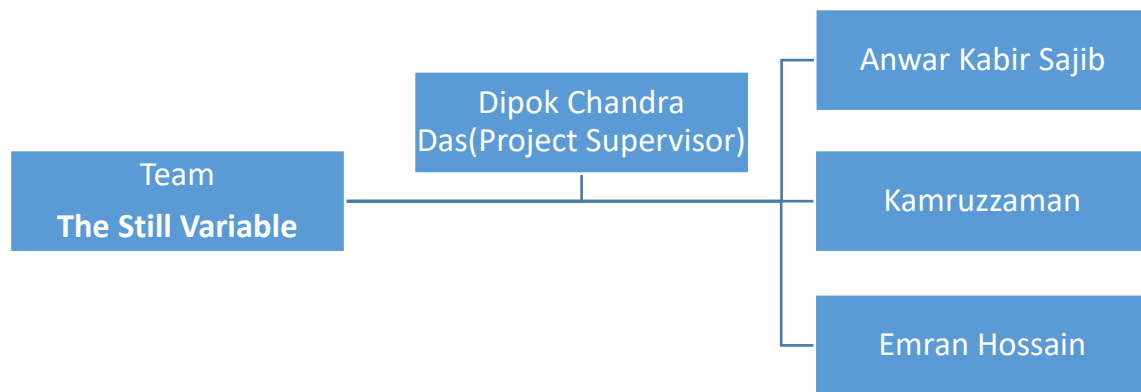 Team
The Still Variable
Dipok Chandra
Das(Project Supervisor)
Anwar Kabir Sajib
Kamruzzaman
Emran Hossain